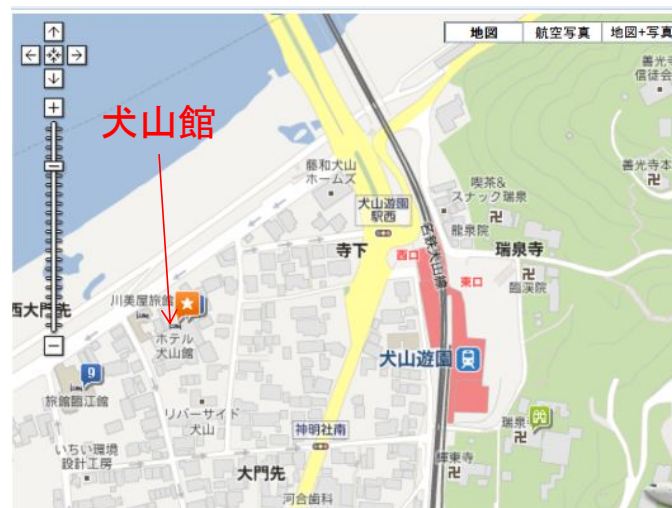 地図
航空写真
地図+写真
善光寺
信徒会
犬山館
藤和犬山
ホームズ
喫茶&
スナック瑞泉
善光寺本
犬山遊園
駅西
龍泉院
名鉄犬山線
寺下
西口
瑞泉寺
東口
臨渓院
西大門先
川美屋旅館
ホテル
犬山館
犬山遊園
9
旅館臨江館
リバーサイド
犬山
瑞泉寺
神明社南
いちい環境
設計工房
大門先
輝東寺
河合歯科